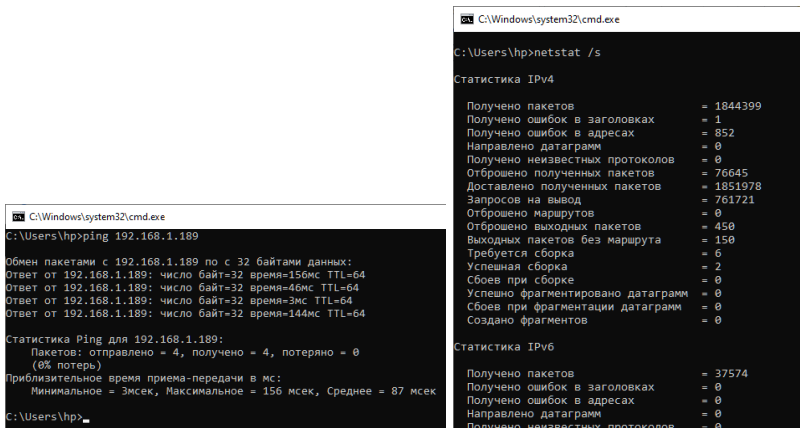 C:\Windows\system32\cmd.exe
C:\Users\hp>ping 192.168.1.189
Обмен пакетами с 192.168.1.189 по с 32 байтами данных:
Ответ от 192.168.1.189: число байт=32 время=156мс TTL=64
Ответ от 192.168.1.189: число байт=32 время=46мс TTL=64
Ответ от 192.168.1.189: число байт=32 время=3мс TTL=64
Ответ от 192.168.1.189: число байт=32 время=144мс TTL=64
Статистика Ping для 192.168.1.189:
Пакетов: отправлено = 4, получено = 4, потеряно = 0
(0% потерь)
Приблизительное время приема-передачи в мс:
Минимальное = 3мсек, Максимальное = 156 мсек, Среднее = 87 мсек
C:\Users\hp>
C:\Windows\system32\cmd.exe
C:\Users\hp>netstat /s
Статистика IPv4
Получено пакетов = 1844399
Получено ошибок в заголовках = 1
Получено ошибок в адресах = 852
Направлено датаграмм = 0
Получено неизвестных протоколов = 0
Отброшено полученных пакетов = 76645
Доставлено полученных пакетов = 1851978
Запросов на вывод = 761721
Отброшено маршрутов = 0
Отброшено выходных пакетов = 450
Выходных пакетов без маршрута = 150
Требуется сборка = 6
Успешная сборка = 2
Сбоев при сборке = 0
Успешно фрагментировано датаграмм = 0
Сбоев при фрагментации датаграмм = 0
Создано фрагментов = 0
Статистика IPv6
Получено пакетов = 37574
Получено ошибок в заголовках = 0
Получено ошибок в адресах = 0
Направлено датаграмм = 0
Получено неизвестных протоколов = 0